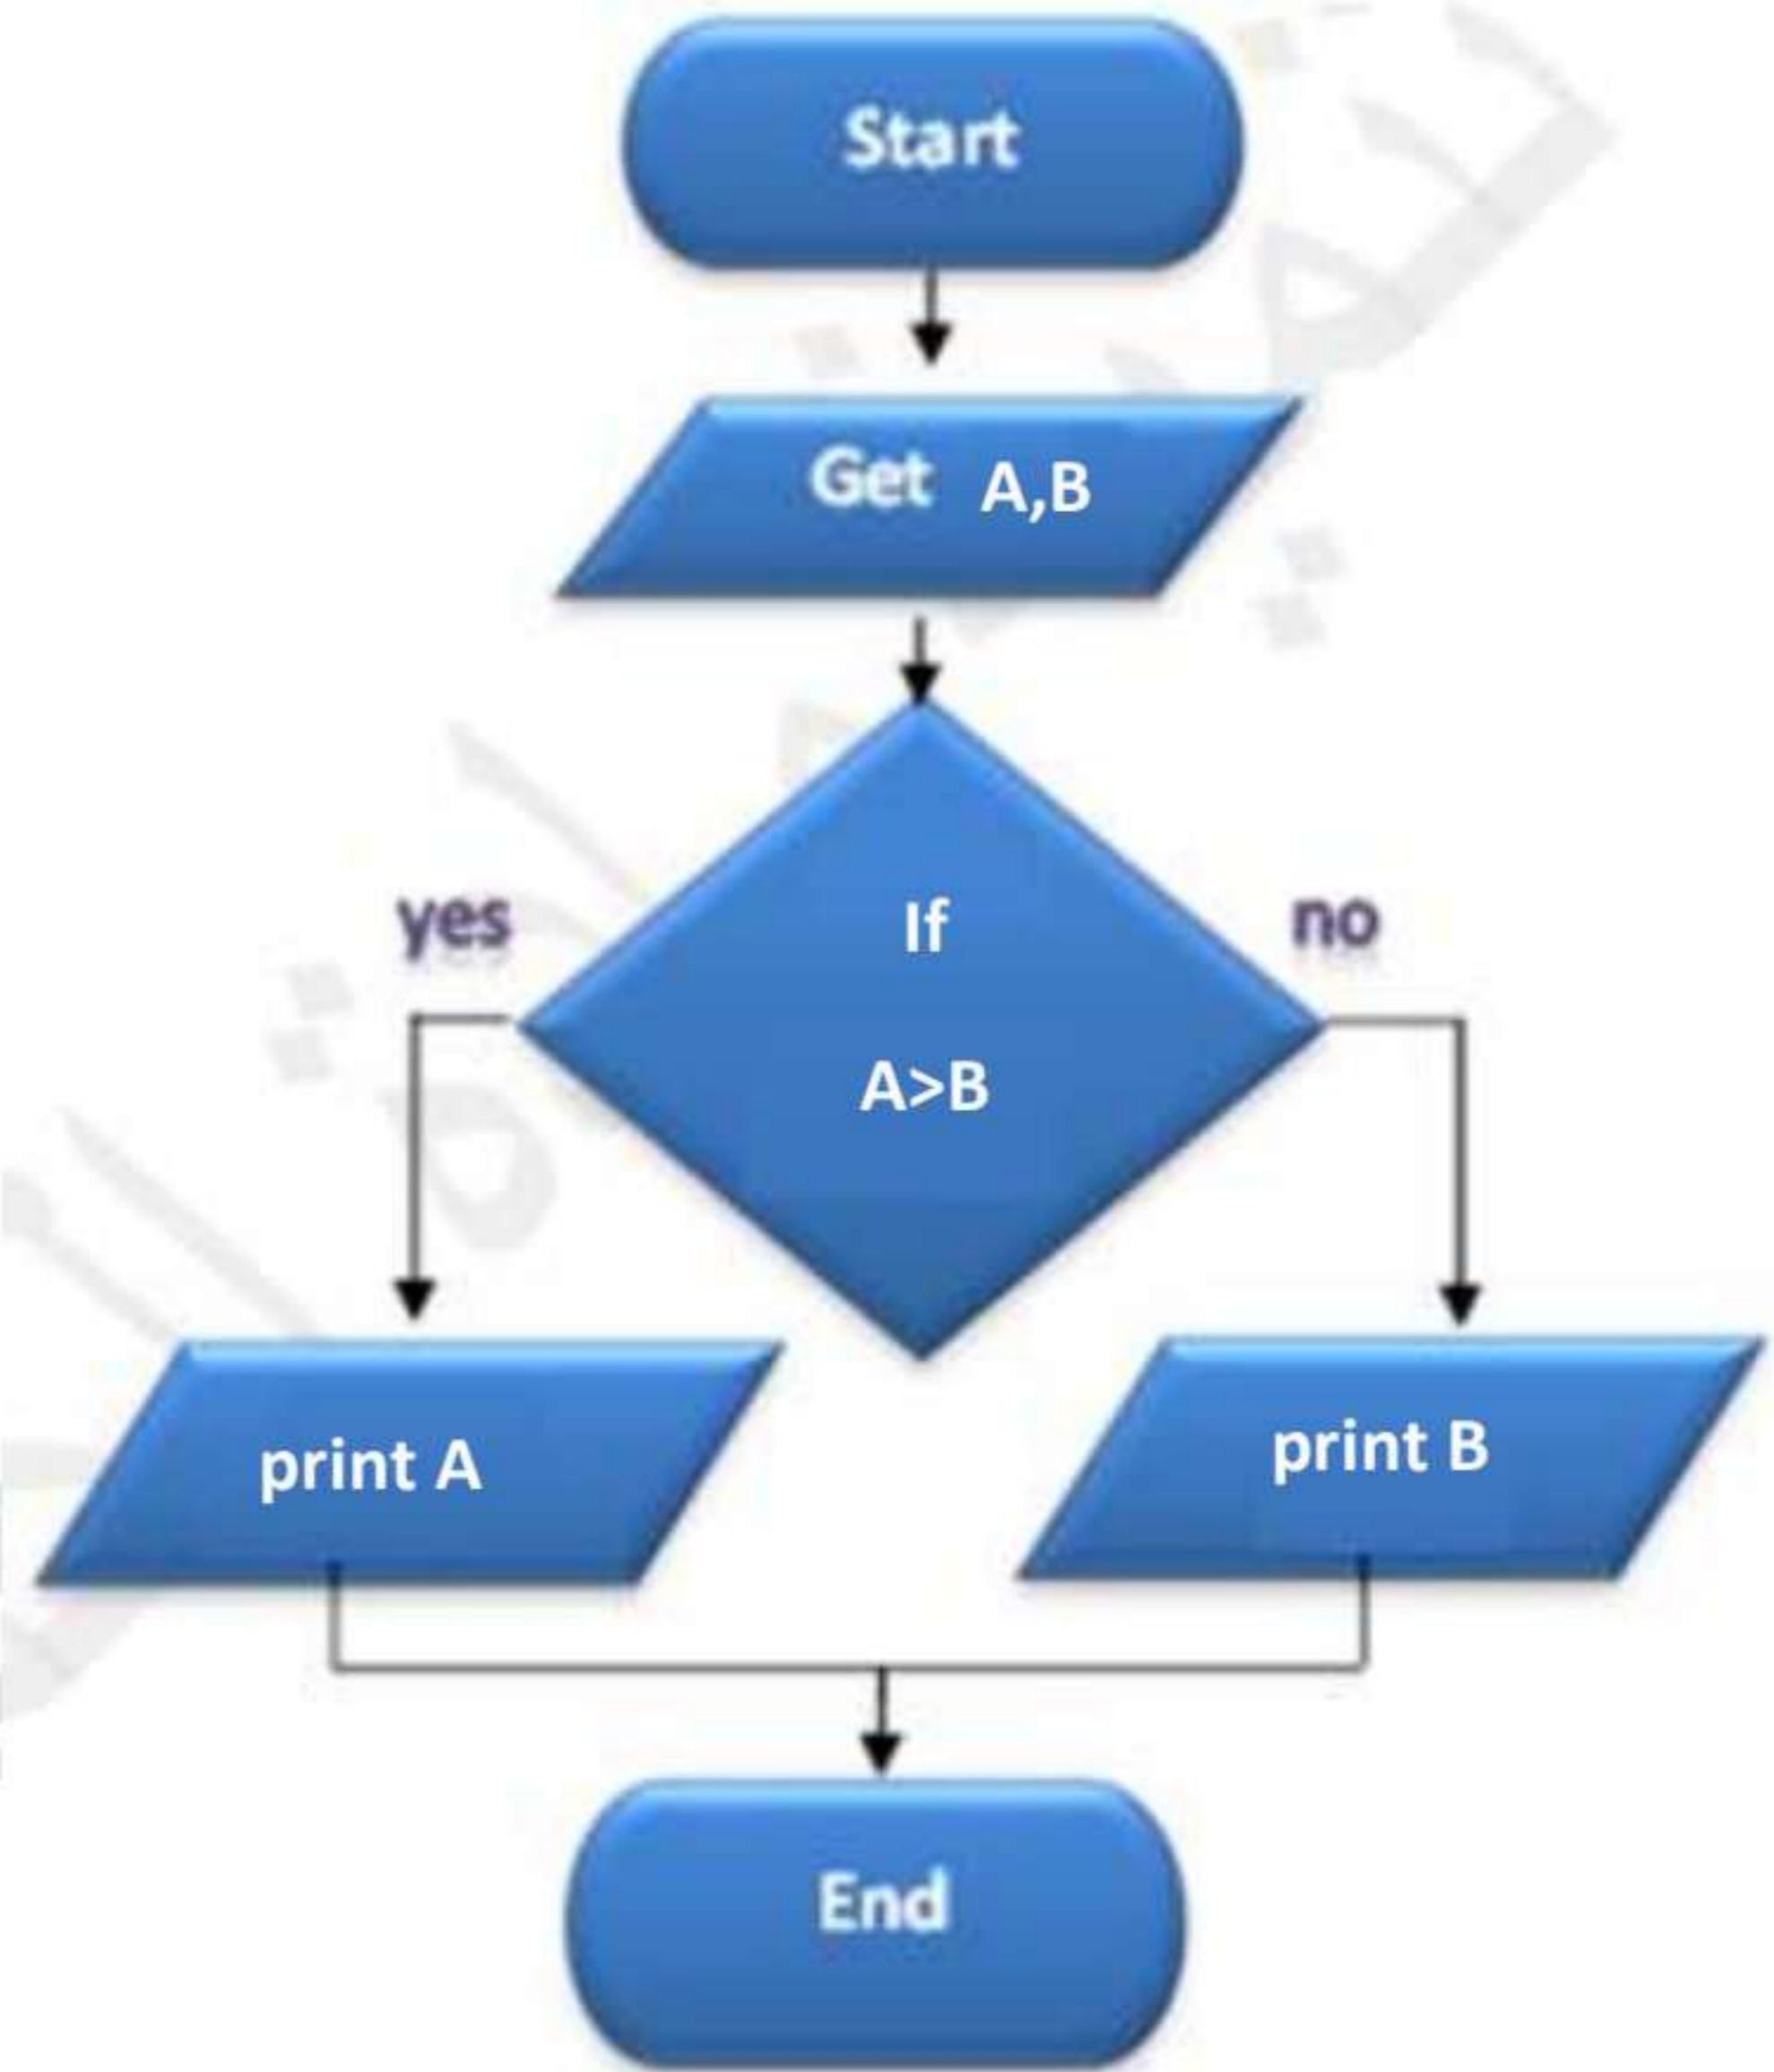 Start
Get A,B
yes
If
no
A>B
print A
print B
End